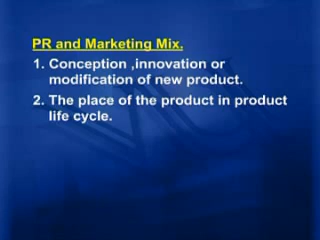 PR and Marketing Mix.
1. Conception ,innovation or
modification of new product.
2. The place of the product in product
life cycle.